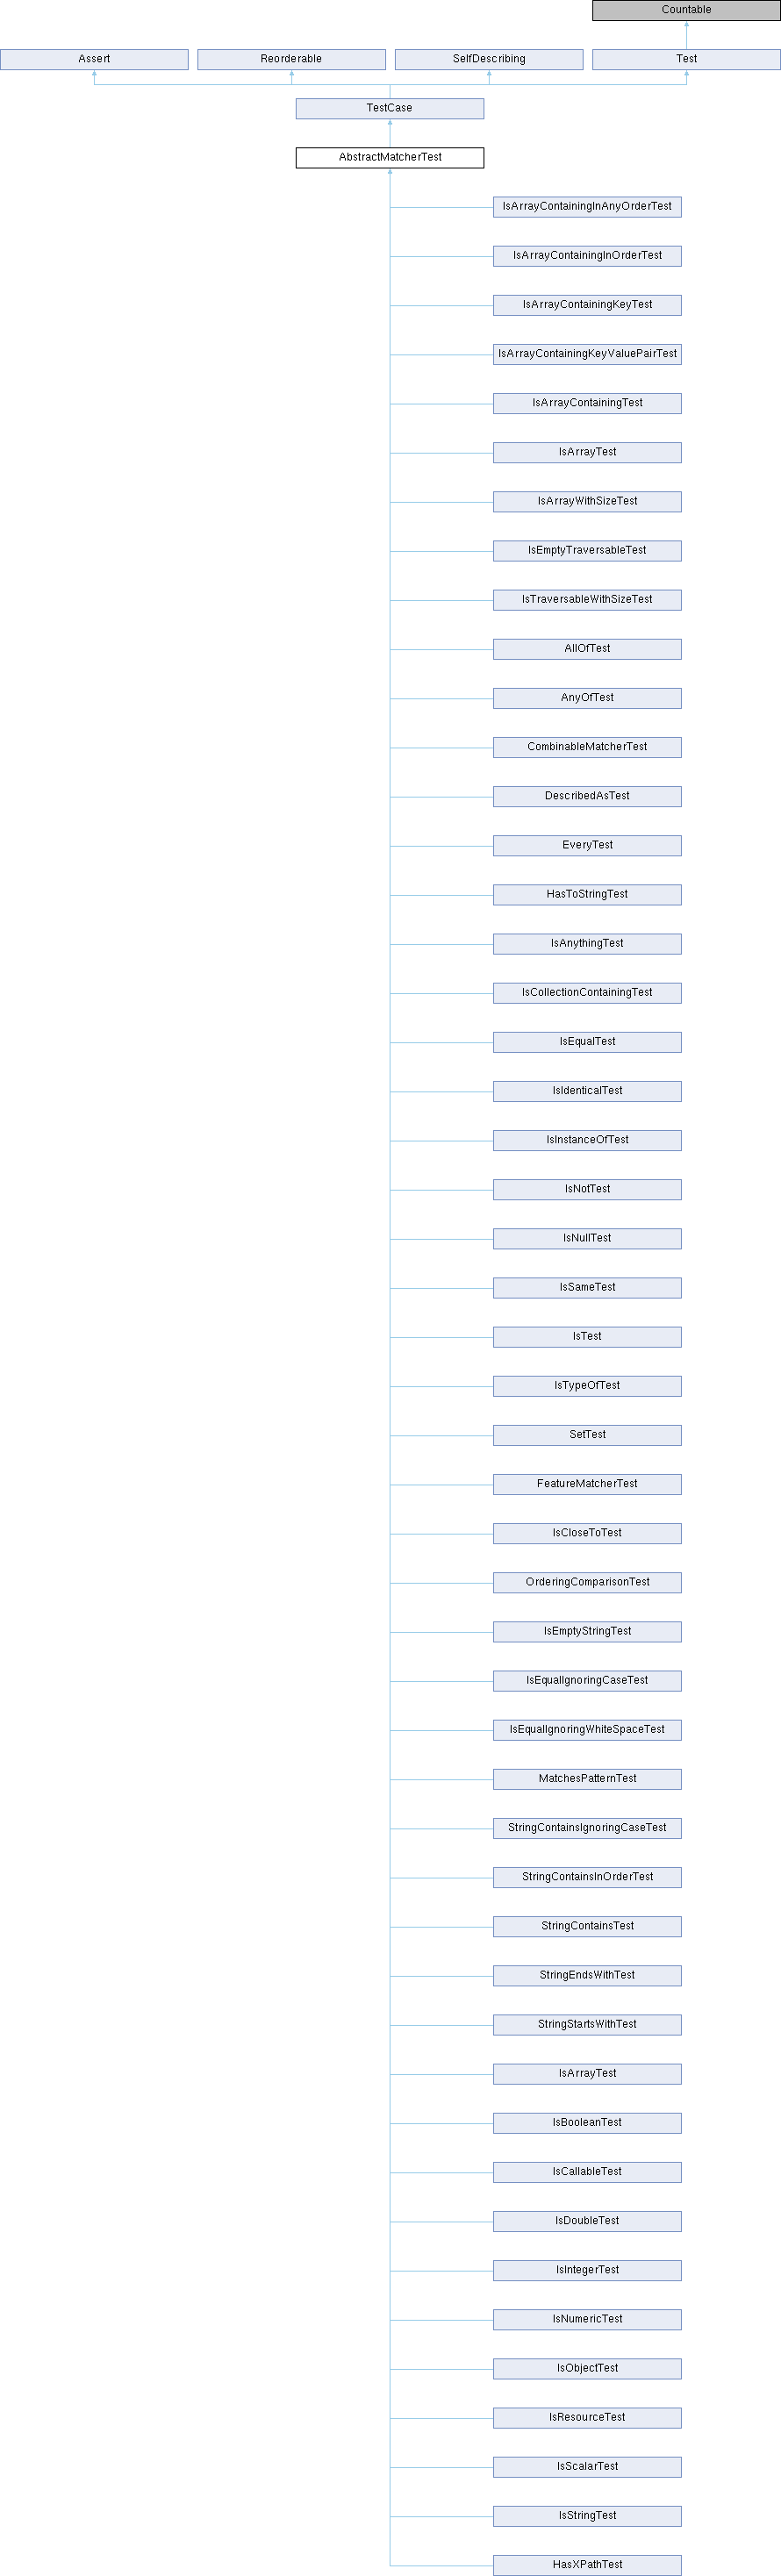 Countable
Assert
Reorderable
SelfDescribing
Test
TestCase
AbstractMatcherTest
IsArrayContainingInAnyOrderTest
IsArrayContainingInOrderTest
IsArrayContainingKeyTest
IsArrayContainingKeyValuePairTest
IsArrayContainingTest
IsArrayTest
IsArrayWithSizeTest
IsEmptyTraversableTest
IsTraversableWithSizeTest
AllOfTest
AnyOfTest
CombinableMatcherTest
DescribedAsTest
EveryTest
HasToStringTest
IsAnythingTest
IsCollectionContainingTest
IsEqualTest
IsIdenticalTest
IsInstanceOfTest
IsNotTest
IsNullTest
IsSameTest
IsTest
IsTypeOfTest
SetTest
FeatureMatcherTest
IsCloseToTest
OrderingComparisonTest
IsEmptyStringTest
IsEqualIgnoringCaseTest
IsEqualIgnoringWhiteSpaceTest
MatchesPatternTest
StringContainsIgnoringCaseTest
StringContainsInOrderTest
StringContainsTest
StringEndsWithTest
StringStartsWithTest
IsArrayTest
IsBooleanTest
IsCallableTest
IsDoubleTest
IsIntegerTest
IsNumericTest
IsObjectTest
IsResourceTest
IsScalarTest
IsStringTest
HasXPathTest